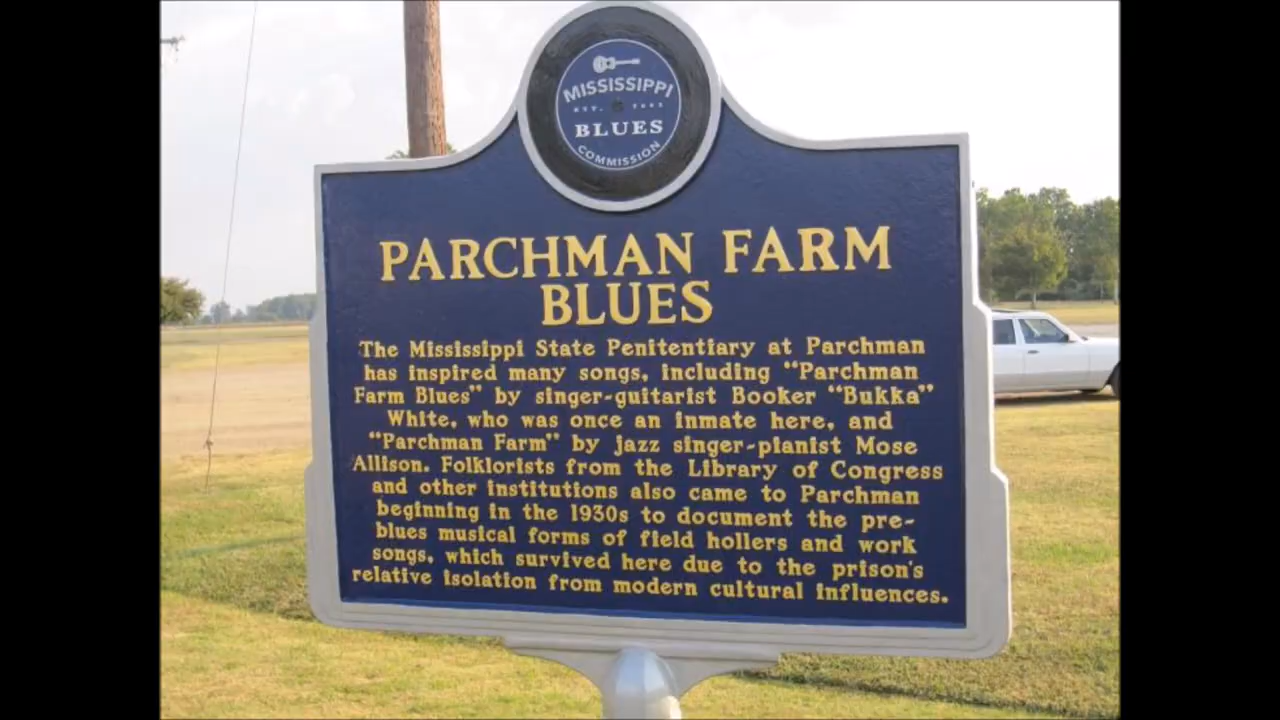 MISSISSIPPI
EST.
BLUES
COMMISSION
PARCHMAN FARM
BLUES
The Mississippi State Penitentiary at Parchman
has inspired many songs, including "Parchman
Farm Blues" by singer-guitarist Booker "Bukka"
White, who was once an inmate here, and
"Parchman Farm" by jazz singer-pianist Mose
Allison. Folklorists from the Library of Congress
and other institutions also came to Parchman
beginning in the 1930s to document the pre-
blues musical forms of field hollers and work
songs, which survived here due to the prison's
relative isolation from modern cultural influences.